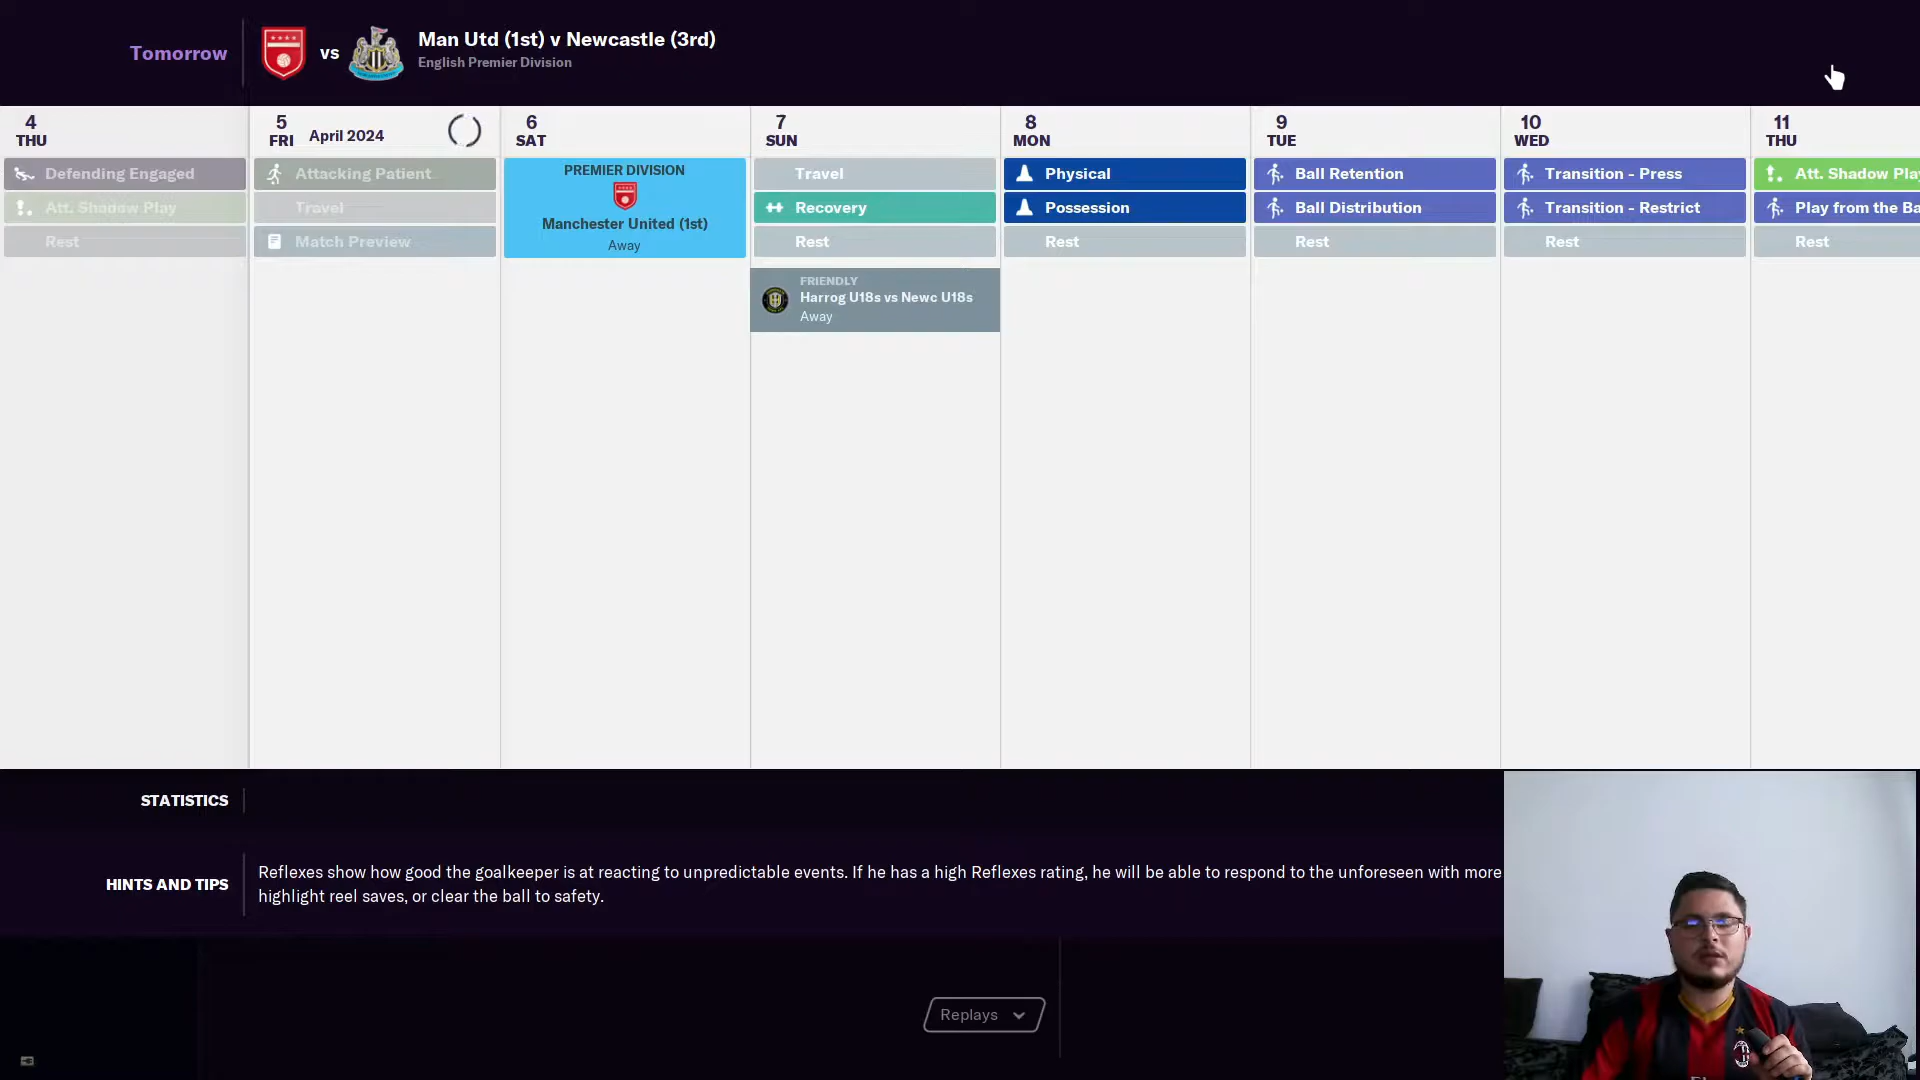 Tomorrow
vs
Man Utd (1st) v Newcastle (3rd)
English Premier Division
4
THU
Defending Engaged
Att. Shadow Play
Rest
5
FRI April 2024
Attacking Patient
Travel
Match Preview
6
SAT
PREMIER DIVISION
Manchester United (1st)
Away
7
SUN
Travel
Recovery
Rest
FRIENDLY
Harrog U18s vs Newc U18s
Away
8
MON
Physical
Possession
Rest
9
TUE
Ball Retention
Ball Distribution
Rest
10
WED
Transition - Press
Transition - Restrict
Rest
11
THU
Att. Shadow Play
Play from the Ba
Rest
STATISTICS
HINTS AND TIPS
Reflexes show how good the goalkeeper is at reacting to unpredictable events. If he has a high Reflexes rating, he will be able to respond to the unforeseen with more
highlight reel saves, or clear the ball to safety.
Replays